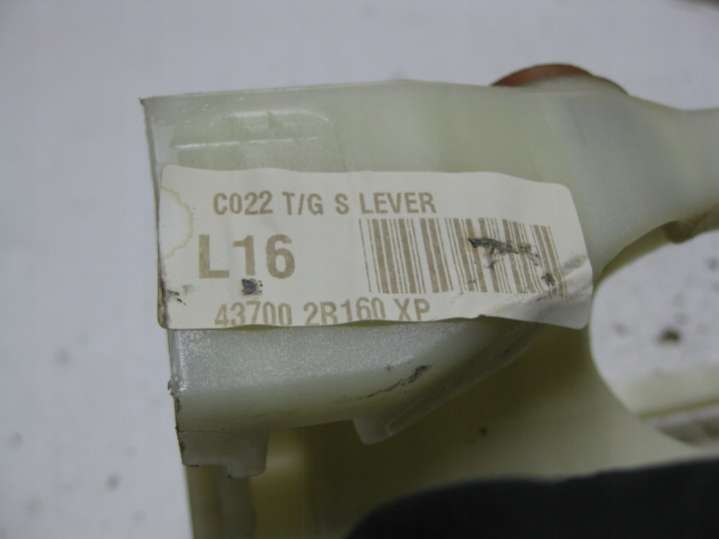 C022 T/G S LEVER
L16
43700 2R160 XP